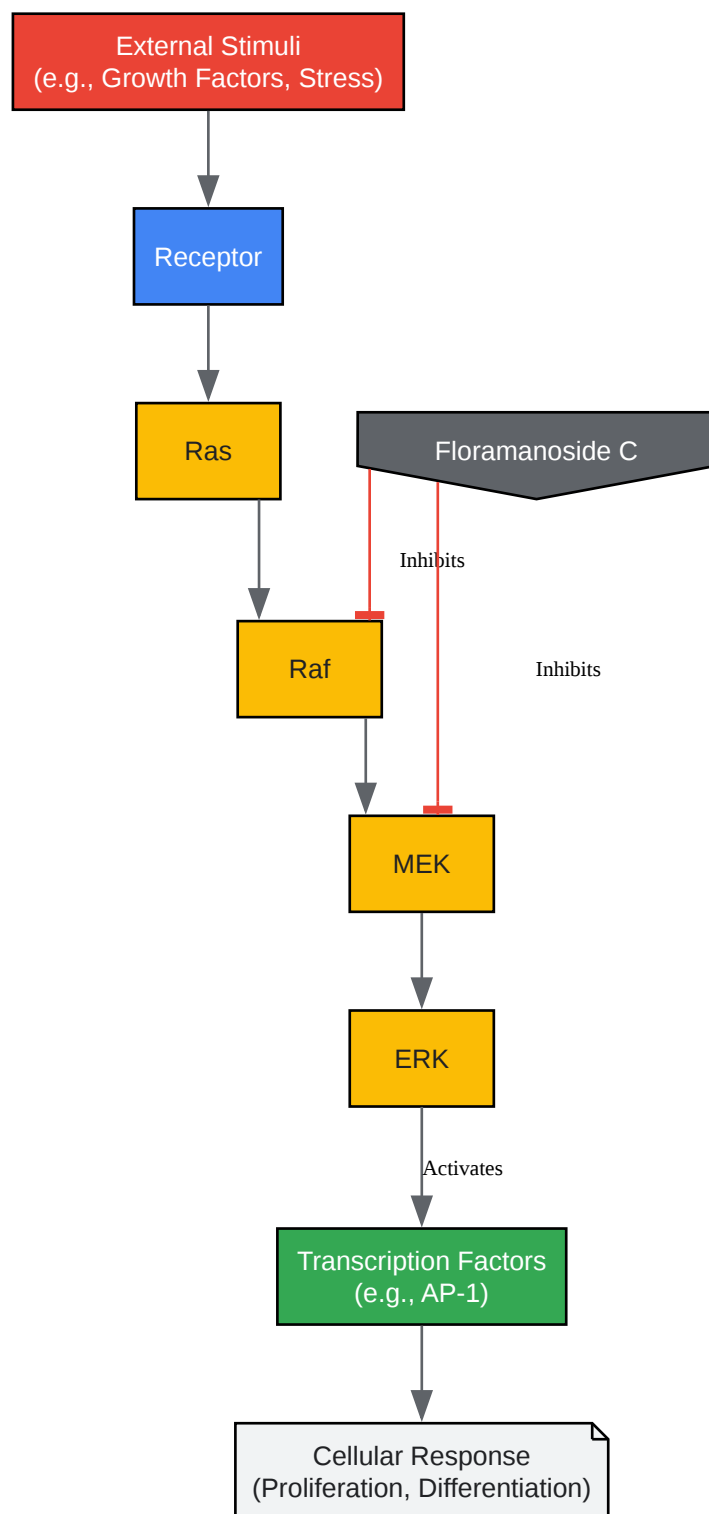 External Stimuli
(e.g., Growth Factors, Stress)
Receptor
Ras
Floramanoside C
Inhibits
Raf
Inhibits
MEK
ERK
Activates
Transcription Factors
(e.g., AP-1)
Cellular Response
(Proliferation, Differentiation)